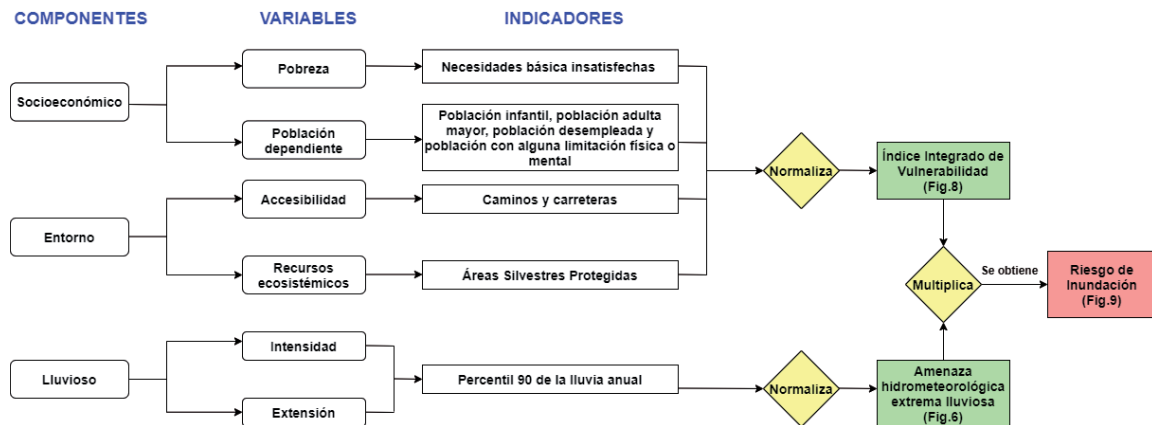 COMPONENTES
VARIABLES
INDICADORES
Socioeconómico
Pobreza
Necesidades básica insatisfechas
Población
dependiente
Población infantil, población adulta
mayor, población desempleada y
población con alguna limitación física o
mental
Normaliza
Índice Integrado de
Vulnerabilidad
(Fig.8)
Entorno
Accesibilidad
Caminos y carreteras
Recursos
ecosistémicos
Áreas Silvestres Protegidas
Multiplica
Se obtiene
Riesgo de
Inundación
(Fig.9)
Lluvioso
Intensidad
Extensión
Percentil 90 de la lluvia anual
Normaliza
Amenaza
hidrometeorológica
extrema lluviosa
(Fig.6)